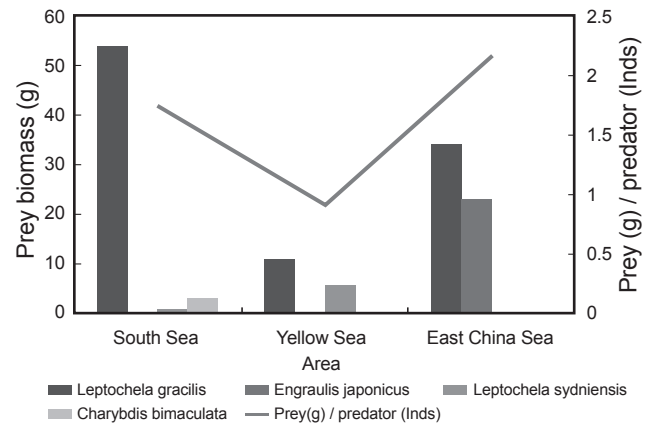 60
50
40
30
20
10
0
Prey biomass (g)
2.5
2
1.5
1
0.5
0
Prey (g) / predator (Inds)
South Sea Yellow Sea East China Sea
Area
Leptochela gracilis Engraulis japonicus Leptochela sydniensis
Charybdis bimaculata Prey(g) / predator (Inds)